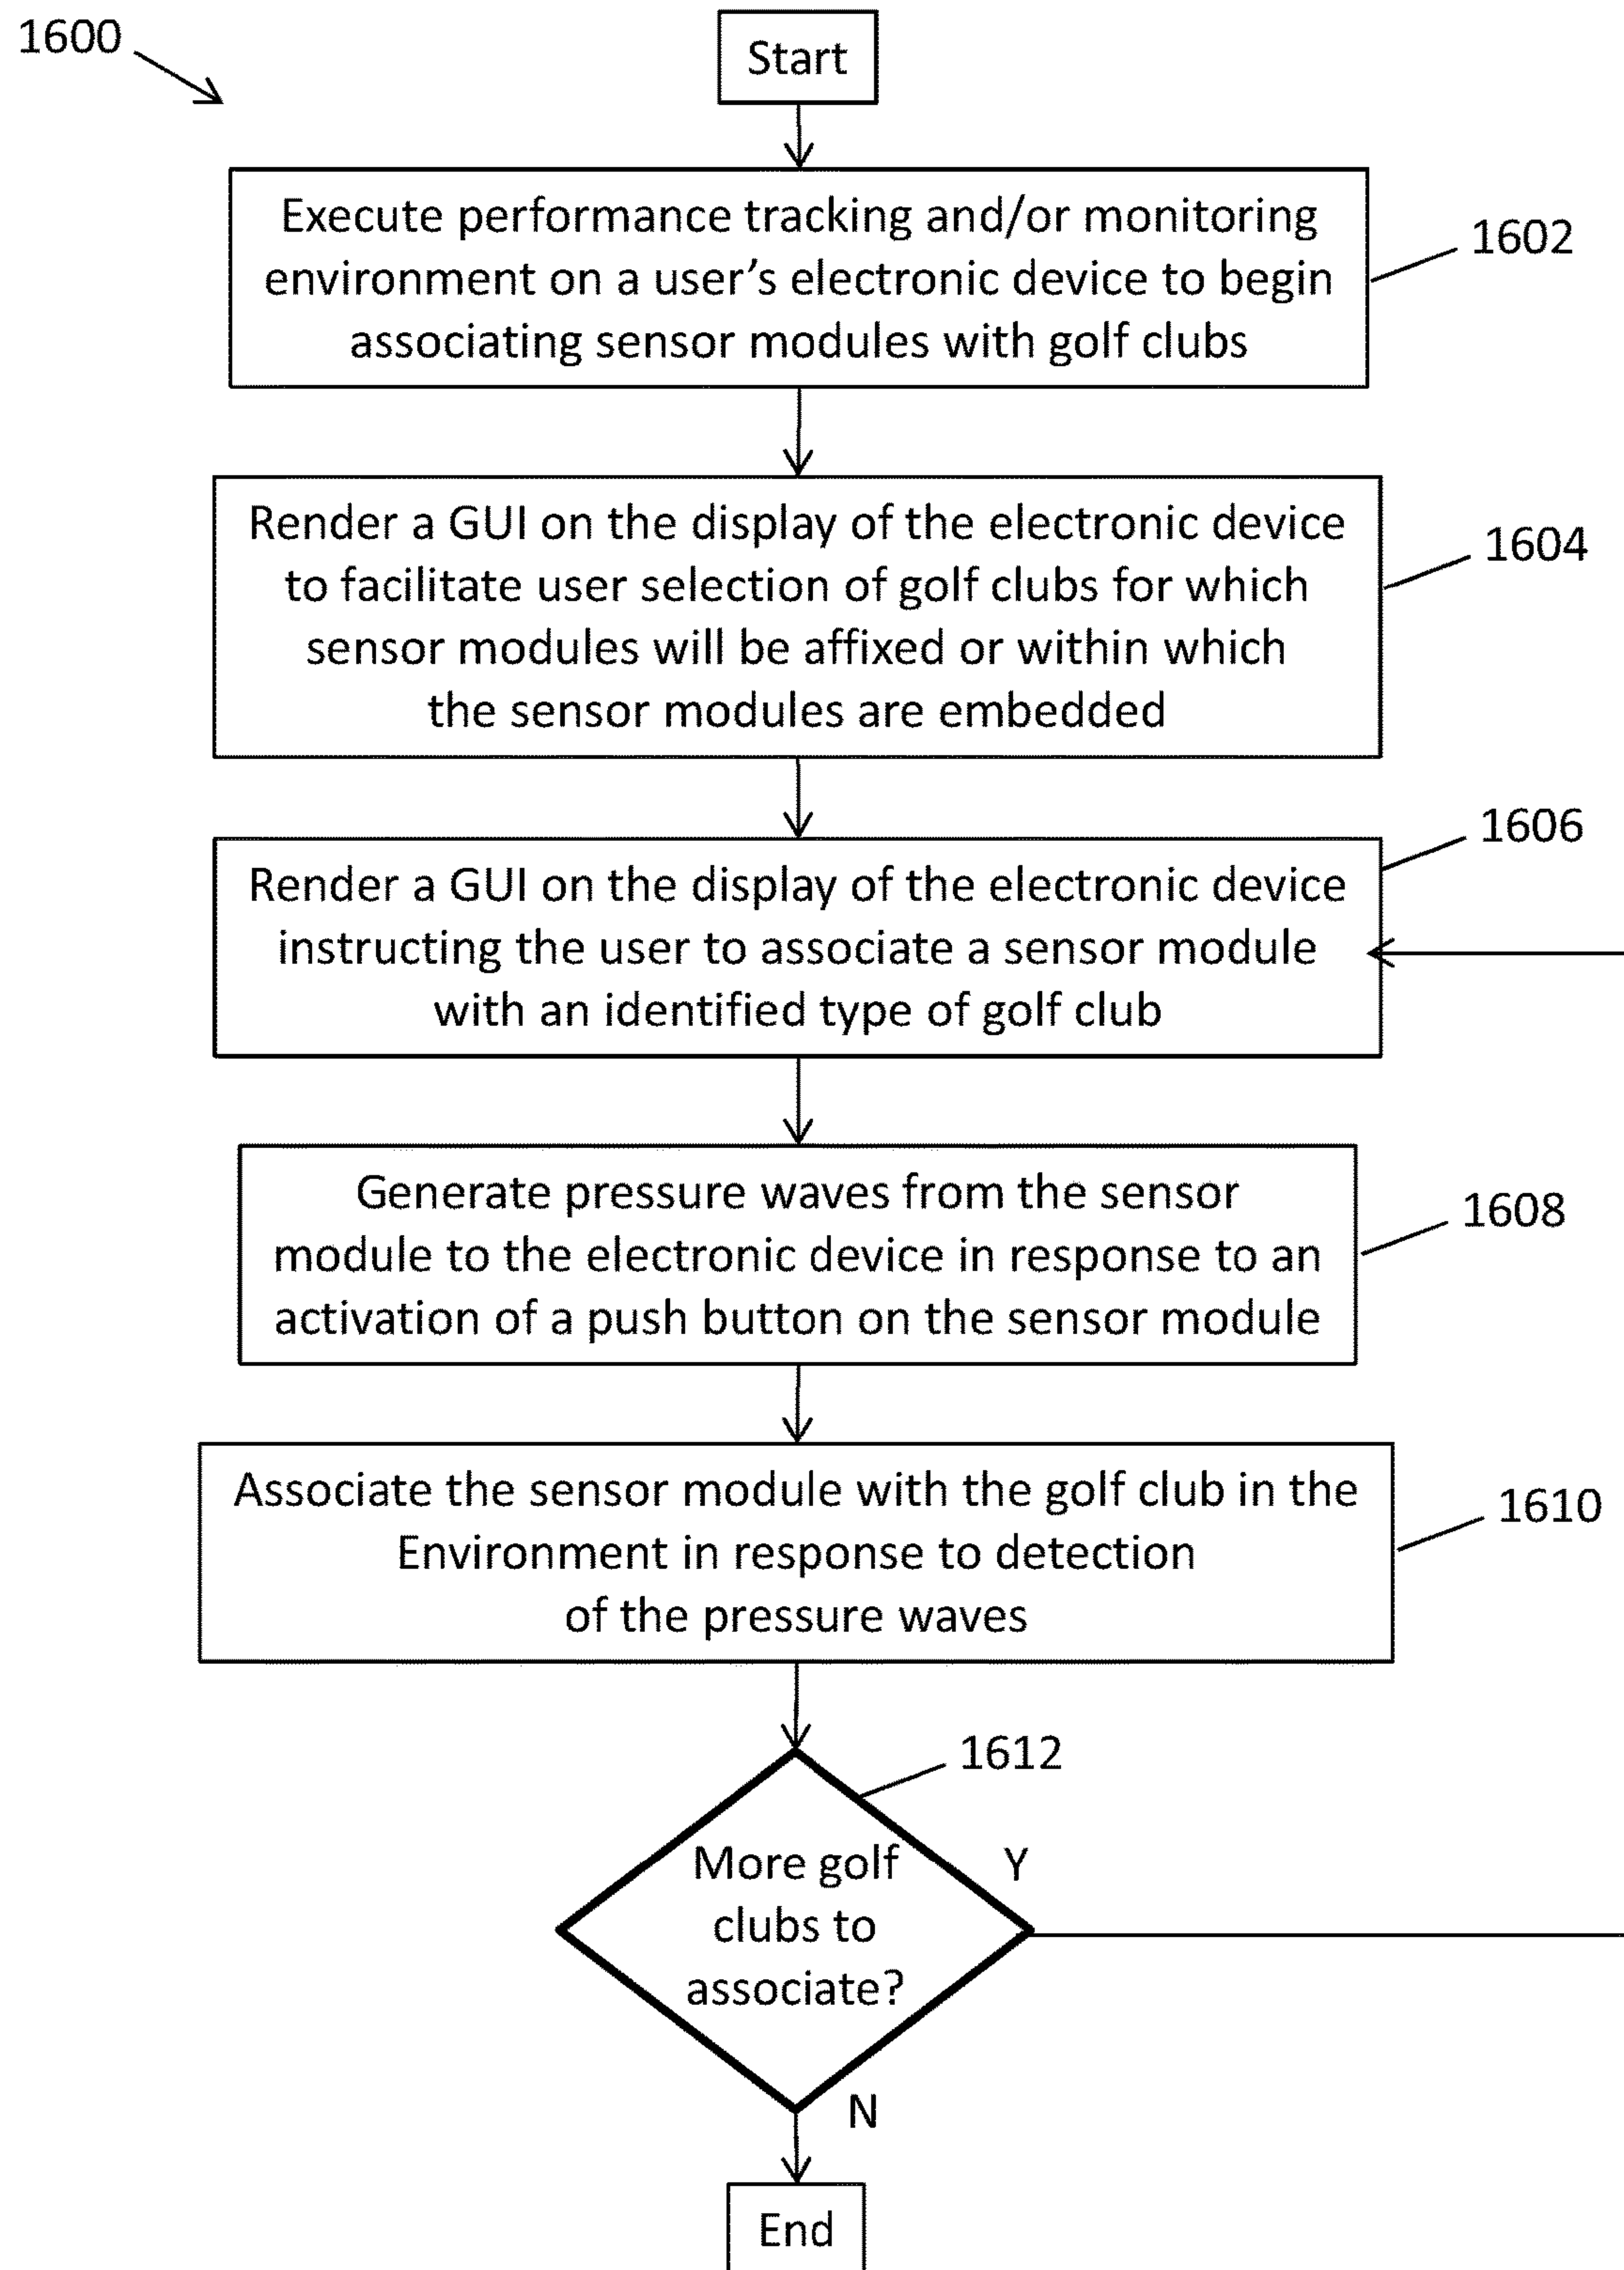 1600
Start
Execute performance tracking and/or monitoring
environment on a user’s electronic device to begin
associating sensor modules with golf clubs
1602
Render a GUI on the display of the electronic device
to facilitate user selection of golf clubs for which
sensor modules will be affixed or within which
the sensor modules are embedded
1604
Render a GUI on the display of the electronic device
instructing the user to associate a sensor module
with an identified type of golf club
1606
Generate pressure waves from the sensor
module to the electronic device in response to an
activation of a push button on the sensor module
1608
Associate the sensor module with the golf club in the
Environment in response to detection
of the pressure waves
1610
1612
More golf
clubs to
associate?
Y
N
End